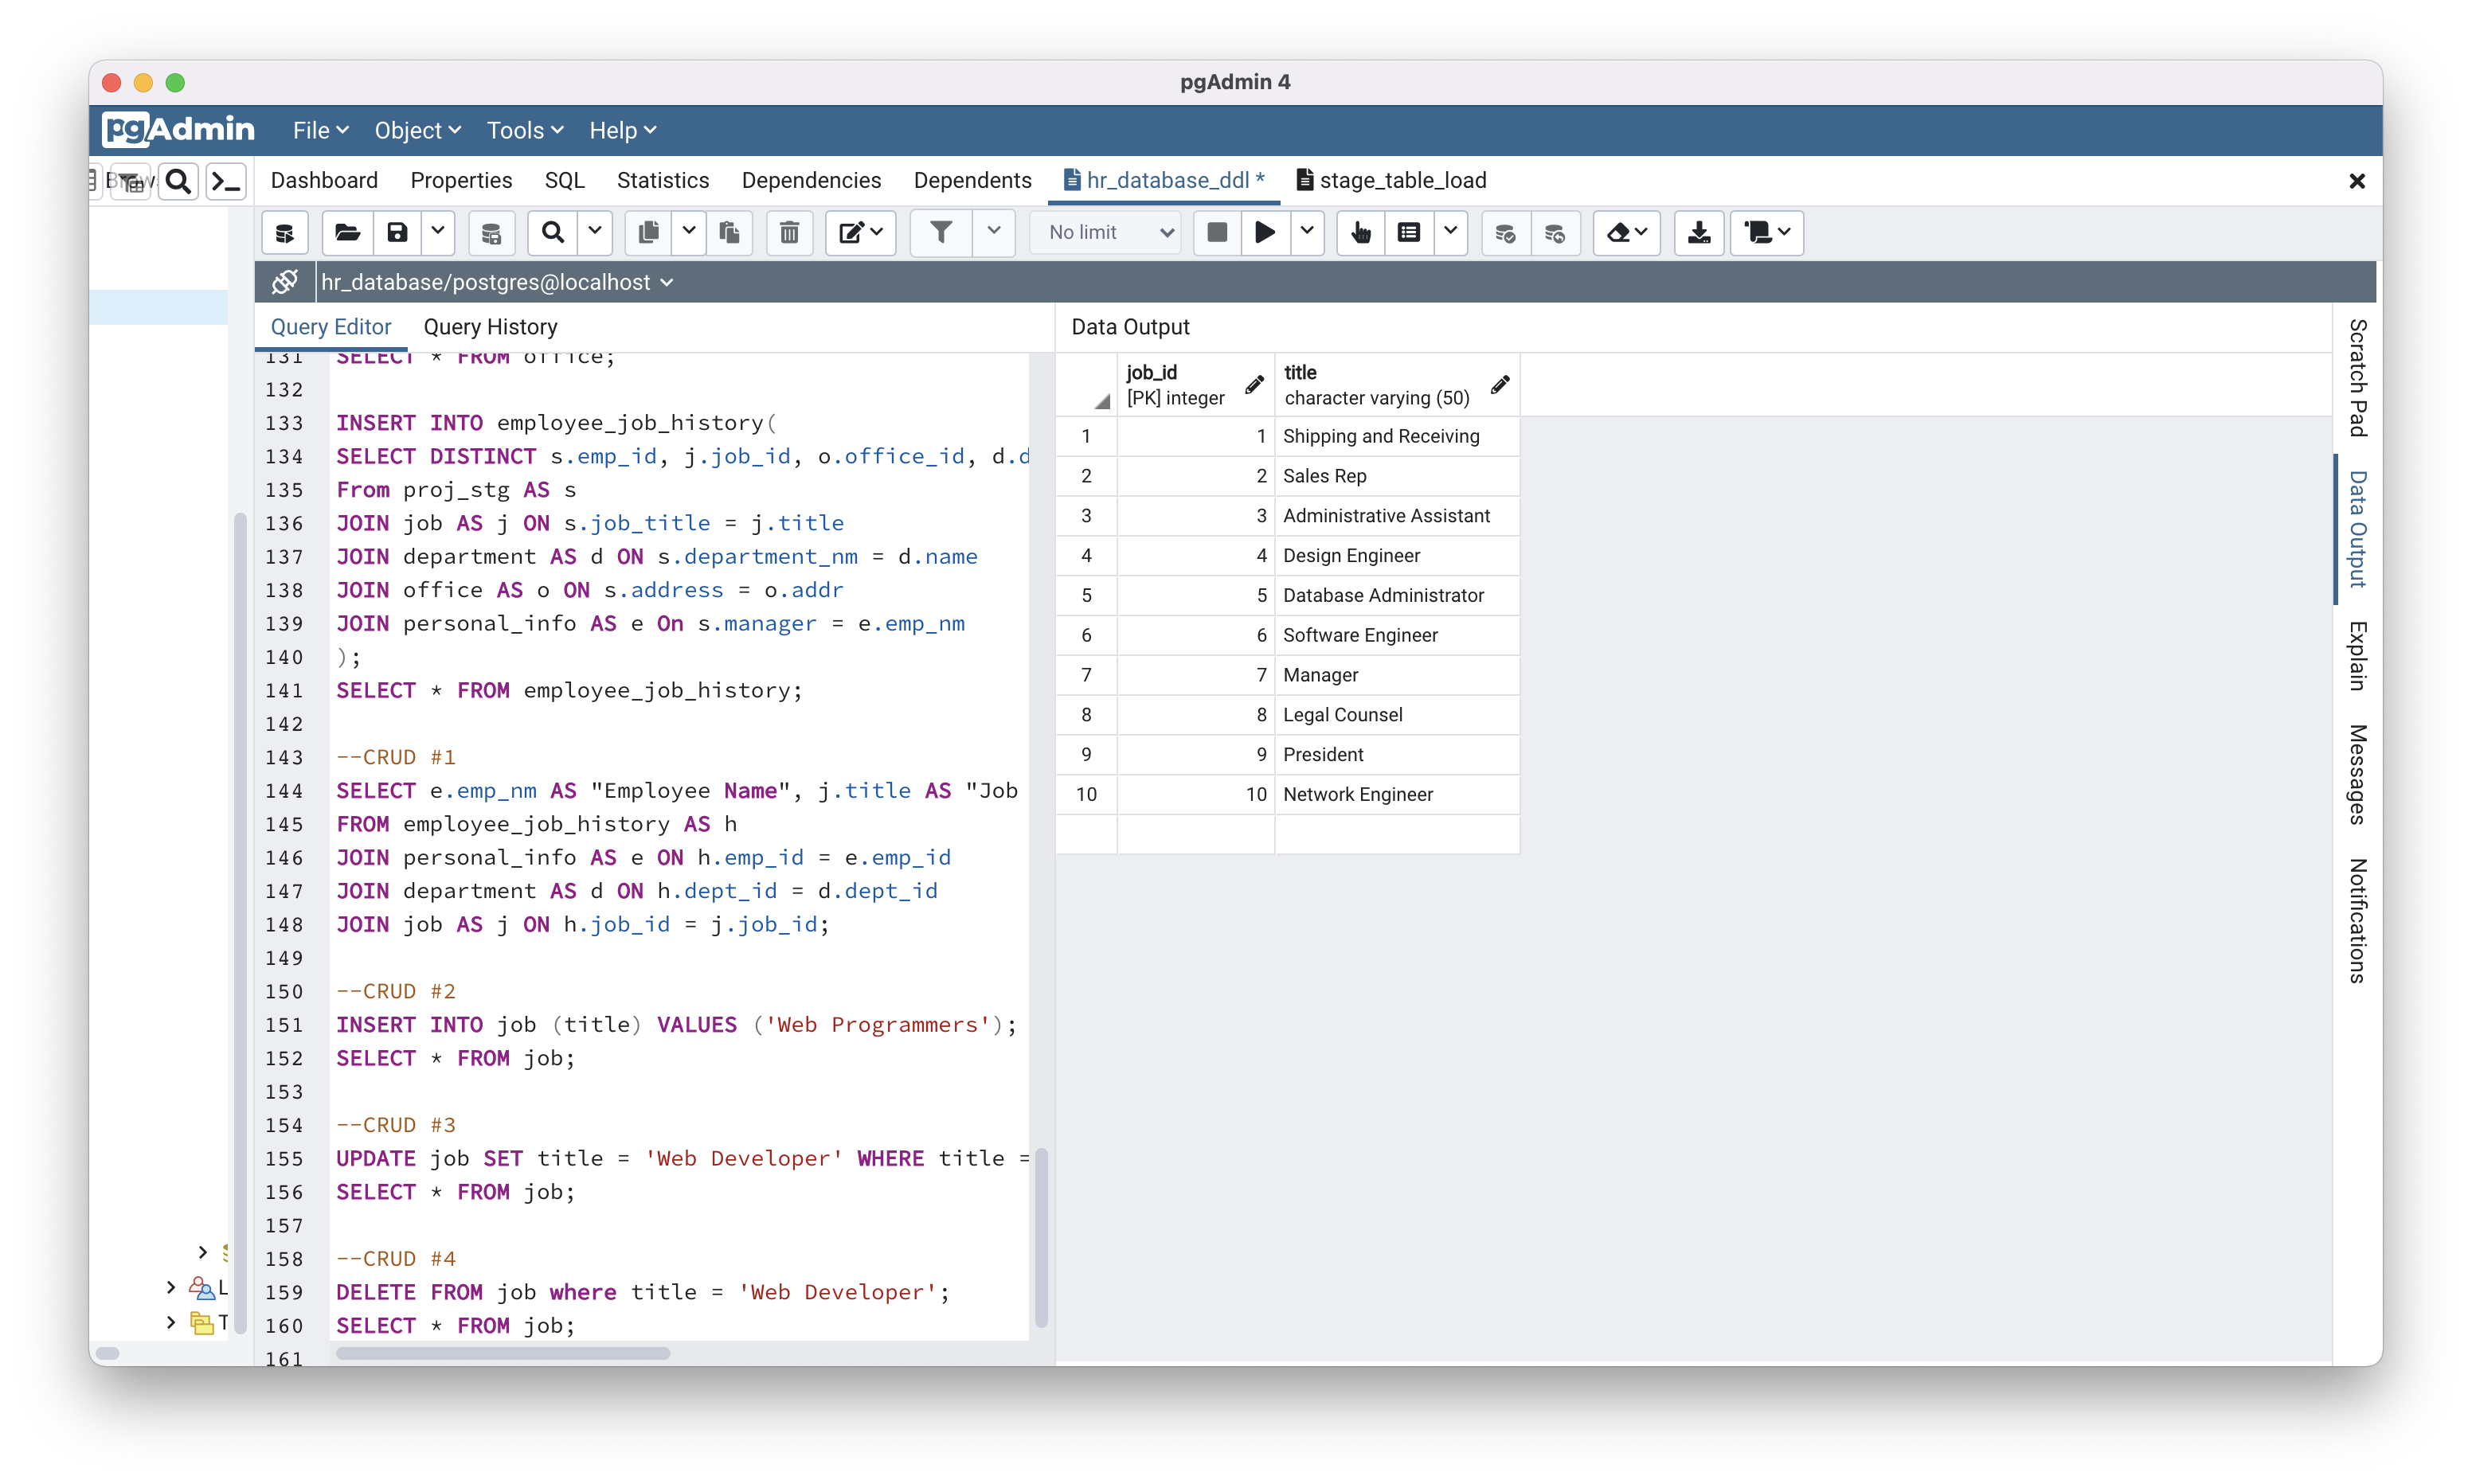 pgAdmin 4
pgAdmin File Object Tools Help
Dashboard Properties SQL Statistics Dependencies Dependents hr_database_ddl * stage_table_load
No limit
hr_database/postgres@localhost
Query Editor Query History
131 SELECT * FROM office;
132
133 INSERT INTO employee_job_history(
134 SELECT DISTINCT s.emp_id, j.job_id, o.office_id, d.d
135 From proj_stg AS s
136 JOIN job AS j ON s.job_title = j.title
137 JOIN department AS d ON s.department_nm = d.name
138 JOIN office AS o ON s.address = o.addr
139 JOIN personal_info AS e On s.manager = e.emp_nm
140 );
141 SELECT * FROM employee_job_history;
142
143 --CRUD #1
144 SELECT e.emp_nm AS "Employee Name", j.title AS "Job
145 FROM employee_job_history AS h
146 JOIN personal_info AS e ON h.emp_id = e.emp_id
147 JOIN department AS d ON h.dept_id = d.dept_id
148 JOIN job AS j ON h.job_id = j.job_id;
149
150 --CRUD #2
151 INSERT INTO job (title) VALUES ('Web Programmers');
152 SELECT * FROM job;
153
154 --CRUD #3
155 UPDATE job SET title = 'Web Developer' WHERE title =
156 SELECT * FROM job;
157
158 --CRUD #4
159 DELETE FROM job where title = 'Web Developer';
160 SELECT * FROM job;
161
L
T
Data Output
job_id title
[PK] integer character varying (50)
1 1 Shipping and Receiving
2 2 Sales Rep
3 3 Administrative Assistant
4 4 Design Engineer
5 5 Database Administrator
6 6 Software Engineer
7 7 Manager
8 8 Legal Counsel
9 9 President
10 10 Network Engineer
Scratch Pad
Data Output
Explain
Messages
Notifications